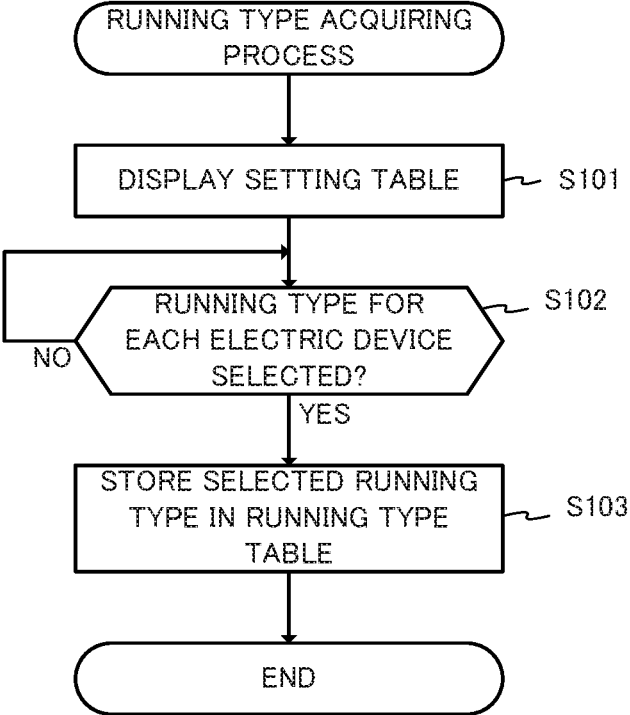 RUNNING TYPE ACQUIRING
PROCESS
DISPLAY SETTING TABLE
S101
RUNNING TYPE FOR
EACH ELECTRIC DEVICE
SELECTED?
S102
NO
YES
STORE SELECTED RUNNING
TYPE IN RUNNING TYPE
TABLE
S103
END